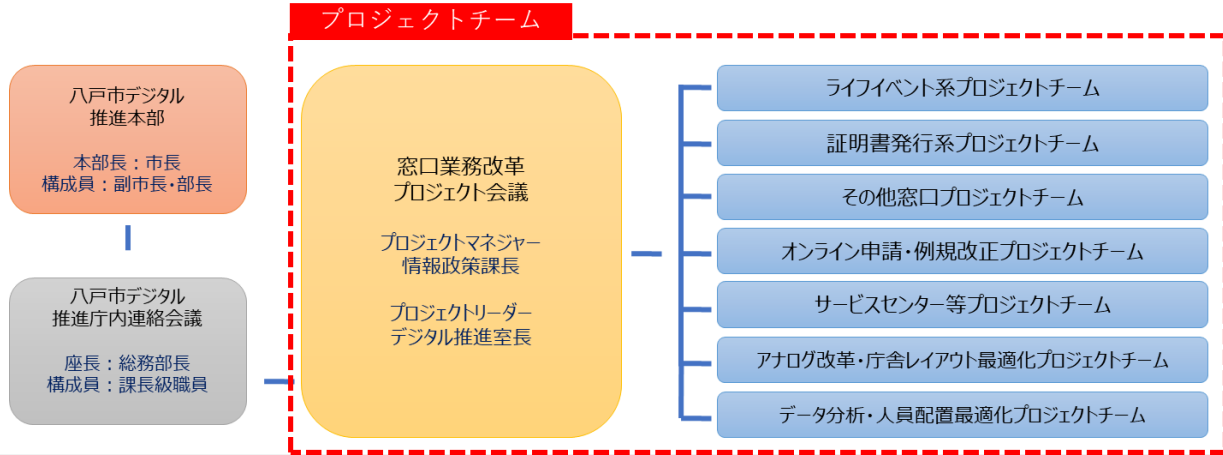 プロジェクトチーム
八戸市デジタル
推進本部
本部長：市長
構成員：副市長・部長
八戸市デジタル
推進庁内連絡会議
座長：総務部長
構成員：課長級職員
窓口業務改革
プロジェクト会議
プロジェクトマネジャー
情報政策課長
プロジェクトリーダー
デジタル推進室長
ライフイベント系プロジェクトチーム
証明書発行系プロジェクトチーム
その他窓口プロジェクトチーム
オンライン申請・例規改正プロジェクトチーム
サービスセンター等プロジェクトチーム
アナログ改革・庁舎レイアウト最適化プロジェクトチーム
データ分析・人員配置最適化プロジェクトチーム